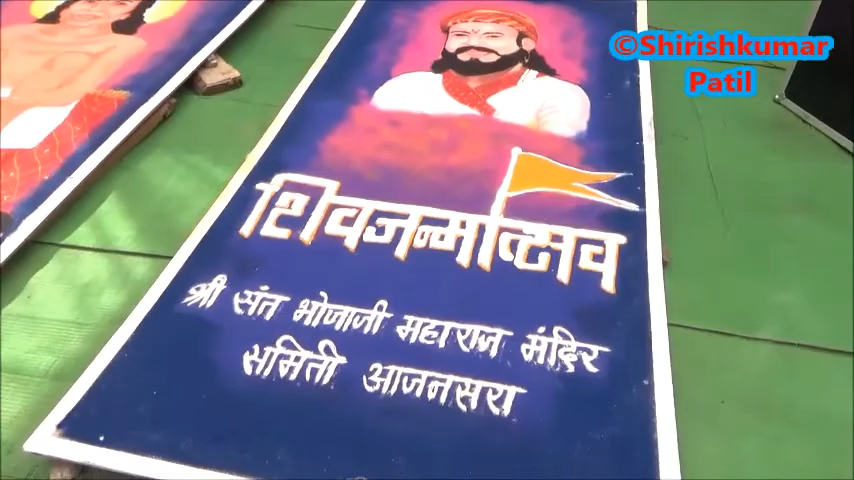 ©Shirishkumar
Patil
शिवजन्मोत्सव
श्री संत भोजाजी महाराज मंदिर
समिती आजनसरा